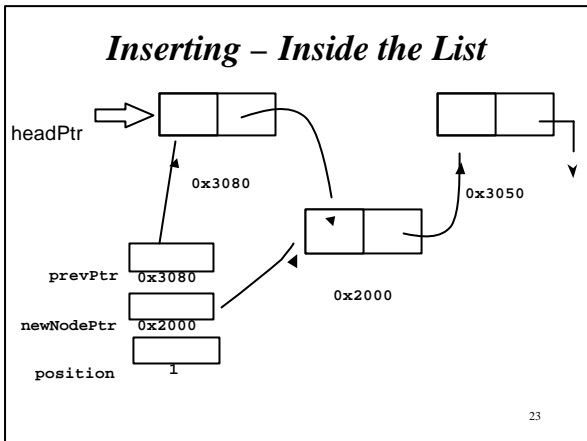 Inserting – Inside the List
headPtr
0x3080
0x3050
0x2000
prevPtr 0x3080
newNodePtr 0x2000
position 1
23